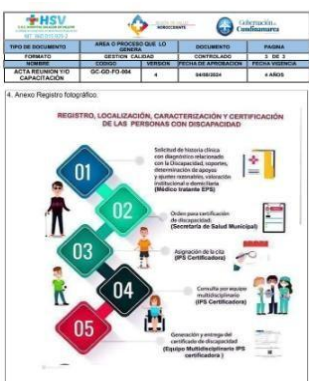 HSV
TIPO DE DOCUMENTO
AREA O PROCESO QUE LO GENERA
DOCUMENTO
PAGINA
FORMATO
GESTION CALIDAD
CONTROLADO
3 DE 3
NOMBRE
CODIGO
VERSION
FECHA DE APROBACION
FECHA VIGENCIA
ACTA REUNION Y/O CAPACITACIÓN
GC-GD-FO-004
4
4 AÑOS
Gobernación de
Cundinamarca
4. Anexo Registro fotográfico.
REGISTRO, LOCALIZACIÓN, CARACTERIZACIÓN Y CERTIFICACIÓN
DE LAS PERSONAS CON DISCAPACIDAD
01
Solicitud de historia clínica
con diagnóstico relacionado
con la Discapacidad, soportes,
determinación de apoyos
y ajustes razonables, valoración
institucional o domiciliaria
(Médico tratante EPS)
02
Orden para certificación
de discapacidad:
(Secretaría de Salud Municipal)
03
Asignación de la cita
(IPS Certificadora)
04
Consulta por equipo
multidisciplinario
(IPS Certificadora)
05
Generación y entrega del
certificado de discapacidad
(Equipo Multidisciplinario IPS
certificadora )